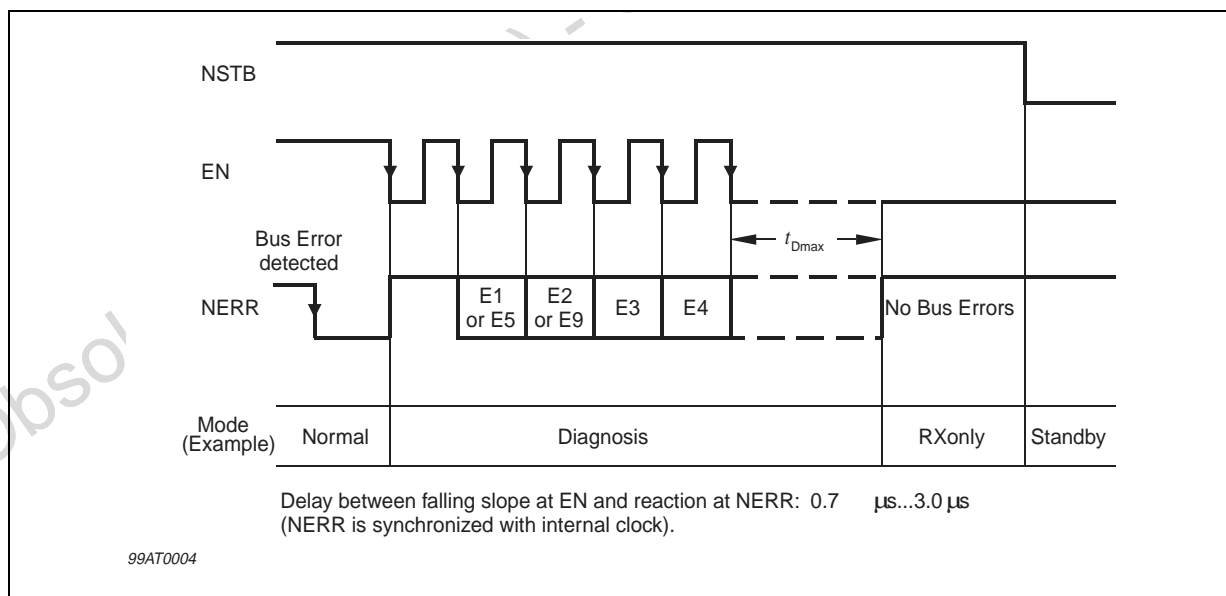 NSTB
EN
Bus Error
detected
tDmax
NERR
E1
or E5
E2
or E9
E3
E4
No Bus Errors
Mode
(Example)
Normal
Diagnosis
RXonly
Standby
Delay between falling slope at EN and reaction at NERR: 0.7 µs...3.0 µs
(NERR is synchronized with internal clock).
99AT0004